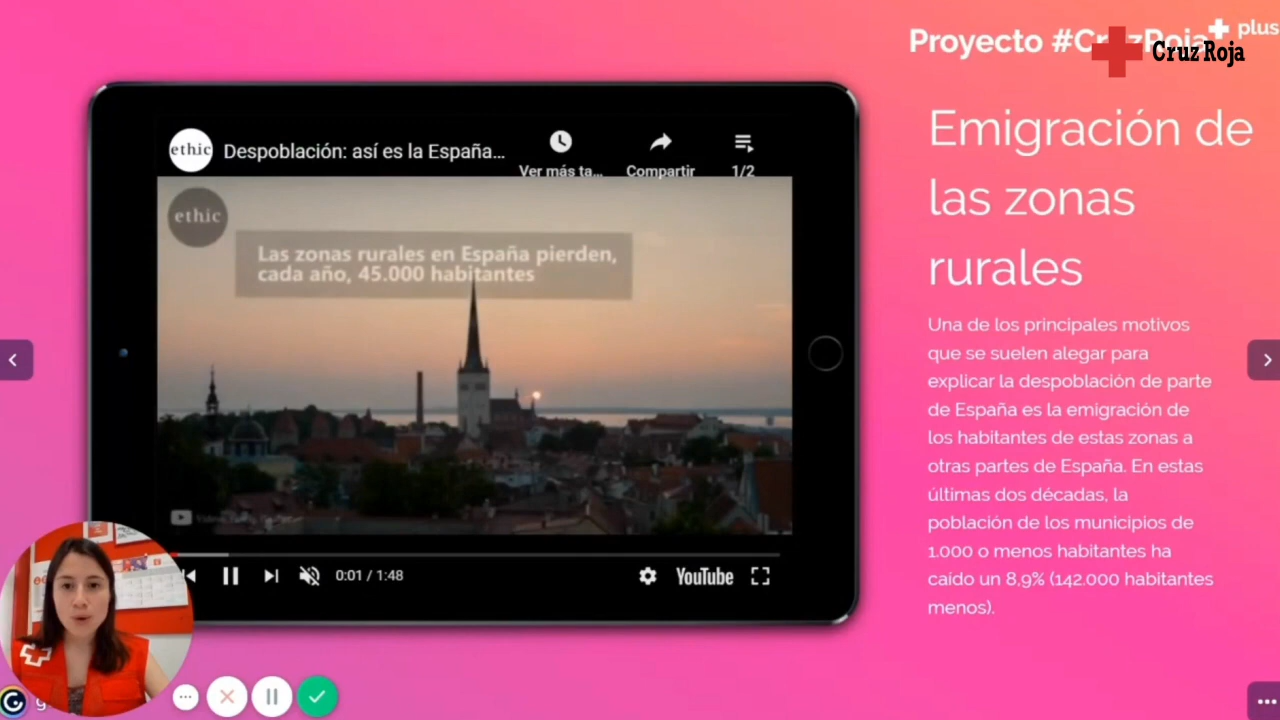 Proyecto #CruzRoja plus
Cruz Roja
ethic
Despoblación: así es la España...
Ver más ta...
Compartir
1/2
ethic
Las zonas rurales en España pierden,
cada año, 45.000 habitantes
0:01 / 1:48
YouTube
Emigración de
las zonas
rurales
Una de los principales motivos
que se suelen alegar para
explicar la despoblación de parte
de España es la emigración de
los habitantes de estas zonas a
otras partes de España. En estas
últimas dos décadas, la
población de los municipios de
1.000 o menos habitantes ha
caído un 8,9% (142.000 habitantes
menos).